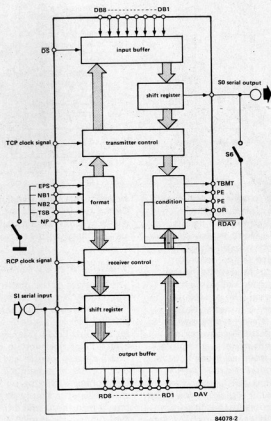 DB8 DB1
DS
input buffer
SO serial output
shift register
TCP clock signal
transmitter control
S6
EPS
NB1
NB2
TSB
NP
format
condition
TBMT
PE
PE
OR
RDAV
RCP clock signal
receiver control
SI serial input
shift register
output buffer
RD8 RD1
DAV
84078-2